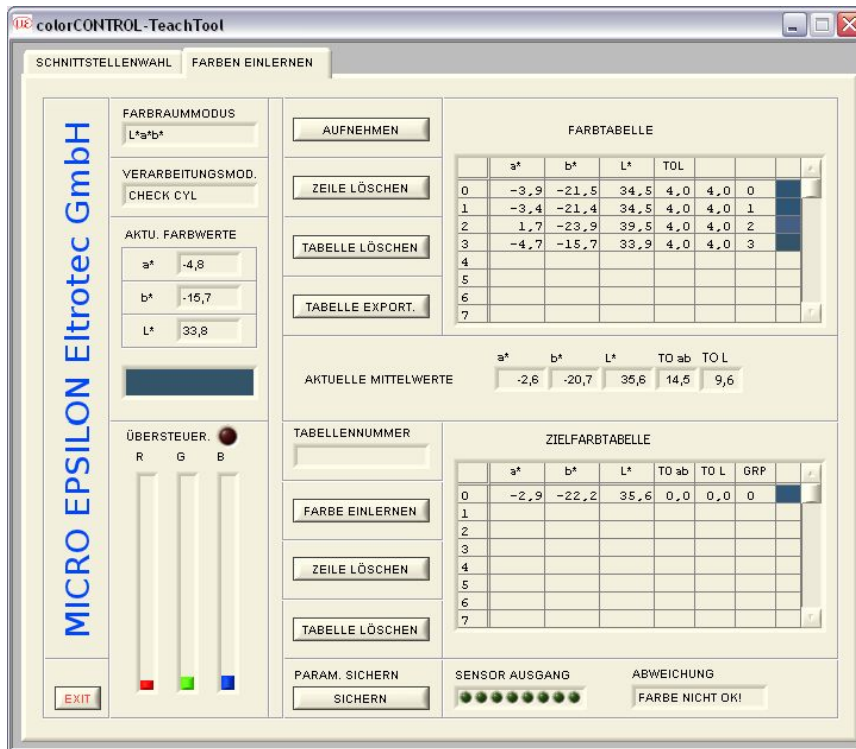 colorCONTROL-TeachTool
SCHNITTSTELLENWAHL FARBEN EINLERNEN
MICRO EPSILON Eltrotec GmbH
FARBRAUMMODUS
L*a*b*
VERARBEITUNGSMOD.
CHECK CYL
AKTU. FARBWERTE
a* -4,8
b* -15,7
L* 33,8
ÜBERSTEUER.
R G B
EXIT
AUFNEHMEN
ZEILE LÖSCHEN
TABELLE LÖSCHEN
TABELLE EXPORT.
FARBTABELLE
a* b* L* TOL
0 -3,9 -21,5 34,5 4,0 4,0 0
1 -3,4 -21,4 34,5 4,0 4,0 1
2 1,7 -23,9 39,5 4,0 4,0 2
3 -4,7 -15,7 33,9 4,0 4,0 3
4
5
6
7
a* b* L* TO ab TO L
AKTUELLE MITTELWERTE -2,6 -20,7 35,6 14,5 9,6
TABELLENNUMMER
FARBE EINLERNEN
ZEILE LÖSCHEN
TABELLE LÖSCHEN
ZIELFARBTABELLE
a* b* L* TO ab TO L GRP
0 -2,9 -22,2 35,6 0,0 0,0 0
1
2
3
4
5
6
7
PARAM. SICHERN
SICHERN
SENSOR AUSGANG
ABWEICHUNG
FARBE NICHT OK!